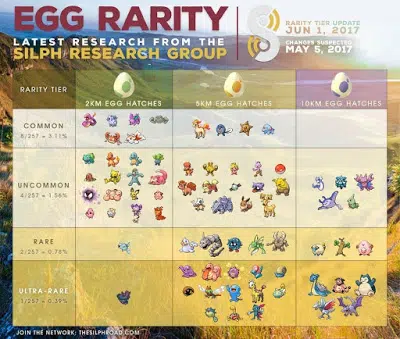 EGG RARITY
LATEST RESEARCH FROM THE
SILPH RESEARCH GROUP
RARITY TIER UPDATE
JUN 1, 2017
CHANGES SUSPECTED
MAY 5, 2017
RARITY TIER
2KM EGG HATCHES
5KM EGG HATCHES
10KM EGG HATCHES
COMMON
8/257 = 3.11%
UNCOMMON
4/257 = 1.56%
RARE
2/257 = 0.78%
ULTRA-RARE
1/257 = 0.39%
JOIN THE NETWORK: THESILPHROAD.COM